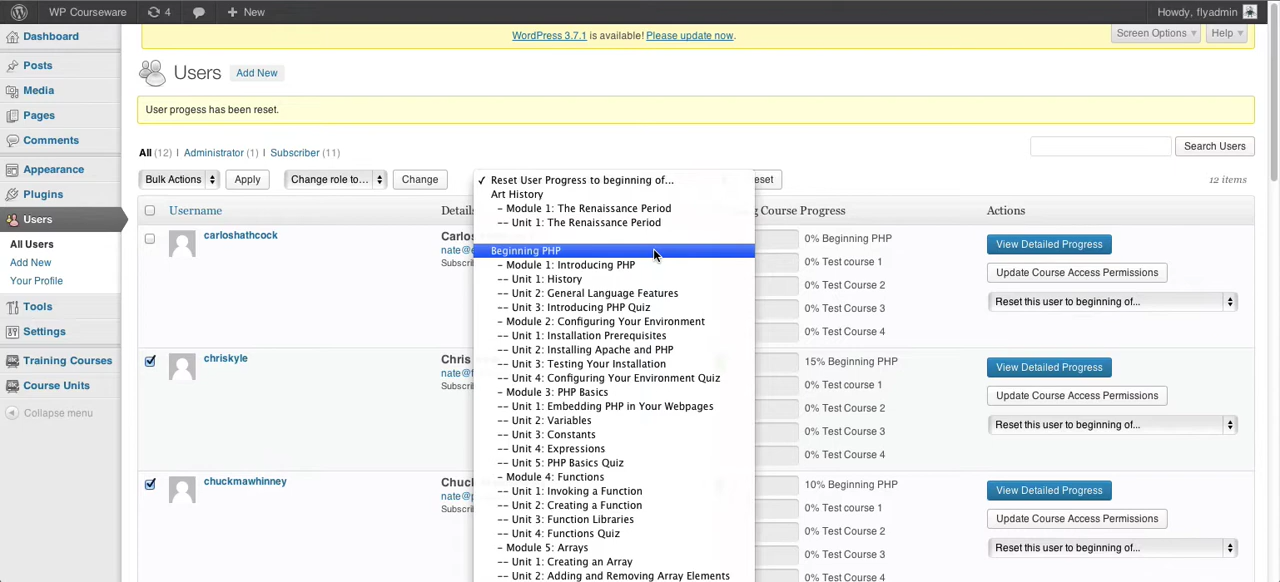 WP Courseware 4 New Howdy, flyadmin
WordPress 3.7.1 is available! Please update now. Screen Options Help
Dashboard
Posts
Media
Pages
Comments
Appearance
Plugins
Users
All Users
Add New
Your Profile
Tools
Settings
Training Courses
Course Units
Collapse menu
Users Add New
User progess has been reset.
All (12) | Administrator (1) | Subscriber (11)
Search Users
Bulk Actions Apply Change role to... Change
12 items
✓ Reset User Progress to beginning of...
Art History
- Module 1: The Renaissance Period
-- Unit 1: The Renaissance Period
Beginning PHP
- Module 1: Introducing PHP
-- Unit 1: History
-- Unit 2: General Language Features
-- Unit 3: Introducing PHP Quiz
- Module 2: Configuring Your Environment
-- Unit 1: Installation Prerequisites
-- Unit 2: Installing Apache and PHP
-- Unit 3: Testing Your Installation
-- Unit 4: Configuring Your Environment Quiz
- Module 3: PHP Basics
-- Unit 1: Embedding PHP in Your Webpages
-- Unit 2: Variables
-- Unit 3: Constants
-- Unit 4: Expressions
-- Unit 5: PHP Basics Quiz
- Module 4: Functions
-- Unit 1: Invoking a Function
-- Unit 2: Creating a Function
-- Unit 3: Function Libraries
-- Unit 4: Functions Quiz
- Module 5: Arrays
-- Unit 1: Creating an Array
-- Unit 2: Adding and Removing Array Elements
Username Details Course Progress Actions
carloshathcock Carlos
nate@
0% Beginning PHP
0% Test course 1
0% Test Course 2
0% Test Course 3
0% Test Course 4
View Detailed Progress
Update Course Access Permissions
Reset this user to beginning of...
chriskyle Chris
nate@
15% Beginning PHP
0% Test course 1
0% Test Course 2
0% Test Course 3
0% Test Course 4
View Detailed Progress
Update Course Access Permissions
Reset this user to beginning of...
chuckmawhinney
nate@
10% Beginning PHP
0% Test course 1
0% Test Course 2
0% Test Course 3
0% Test Course 4
View Detailed Progress
Update Course Access Permissions
Reset this user to beginning of...